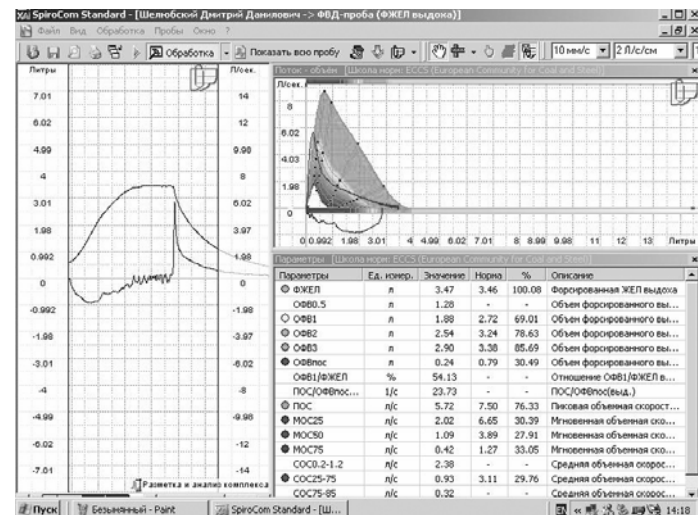 SpiroCom Standard - [Шелюбский Дмитрий Данилович -> ФВД-проба (ФЖЕЛ выдоха)]
Файл Вид Обработка Пробы Окно ?
Обработка Показать всю пробу 10 мм/с 2 Л/с/см
Литры Л/сек.
7.01 14
6.02 12
4.99 9.98
4 8
3.01 6.02
1.98 3.97
0.992 1.98
0 0
-0.992 -1.98
-1.98 -3.97
-3.01 -6.02
-4 -8
-4.99 -9.98
-6.02 -12
-7.01 -14
Разметка и анализ комплекса
Поток - объём [Школа норм: ECCS (European Community for Coal and Steel)]
Л/сек.
8
6.02
4.03
1.98
0
0 0.992 1.98 3.01 4 4.99 6.02 7.01 8 8.99 9.98 11 12 13 Литры
Параметры [Школа норм: ECCS (European Community for Coal and Steel)]
Параметры Ед. измер. Значение Норма % Описание
ФЖЕЛ л 3.47 3.46 100.08 Форсированная ЖЕЛ выдоха
ОФВ0.5 л 1.28 - - Объем форсированного вы...
ОФВ1 л 1.88 2.72 69.01 Объем форсированного вы...
ОФВ2 л 2.54 3.24 78.63 Объем форсированного вы...
ОФВ3 л 2.90 3.38 85.69 Объем форсированного вы...
ОФВпос л 0.24 0.79 30.49 Объем форсированного вы...
ОФВ1/ФЖЕЛ % 54.13 - - Отношение ОФВ1/ФЖЕЛ в...
ПОС/ОФВпос... 1/с 23.73 - - ПОС/ОФВпос(выд.)
ПОС л/с 5.72 7.50 76.33 Пиковая объемная скорост...
МОС25 л/с 2.02 6.65 30.39 Мгновенная объемная ско...
МОС50 л/с 1.09 3.89 27.91 Мгновенная объемная ско...
МОС75 л/с 0.42 1.27 33.05 Мгновенная объемная ско...
СОС0.2-1.2 л/с 2.38 - - Средняя объемная скорос...
СОС25-75 л/с 0.93 3.11 29.76 Средняя объемная скорос...
СОС75-85 л/с 0.32 - - Средняя объемная скорос...
Пуск Безымянный - Paint SpiroCom Standard - [Ш... 14:18